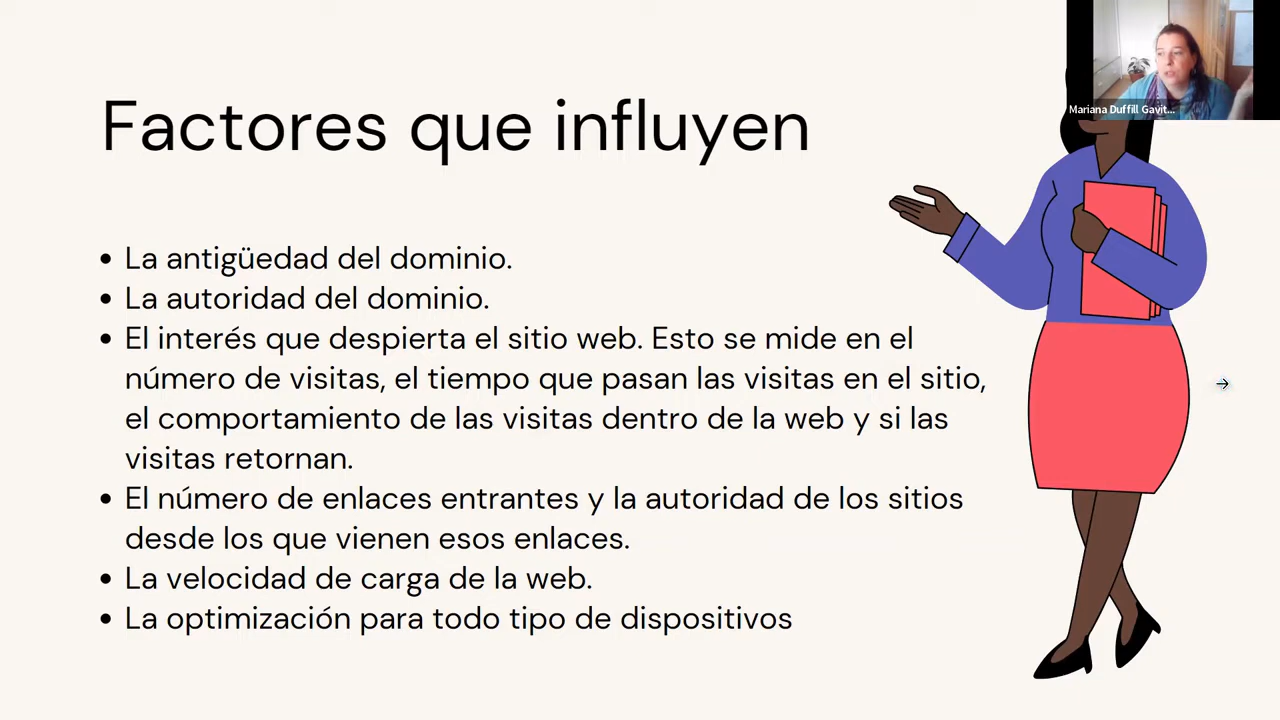 Factores que influyen
Mariana Duffill Gavit...
• La antigüedad del dominio.
• La autoridad del dominio.
• El interés que despierta el sitio web. Esto se mide en el
número de visitas, el tiempo que pasan las visitas en el sitio,
el comportamiento de las visitas dentro de la web y si las
visitas retornan.
• El número de enlaces entrantes y la autoridad de los sitios
desde los que vienen esos enlaces.
• La velocidad de carga de la web.
• La optimización para todo tipo de dispositivos